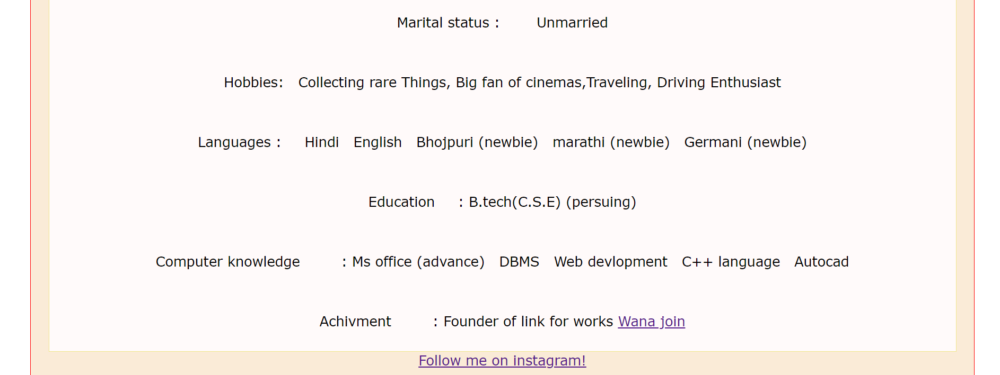 Marital status : Unmarried
Hobbies: Collecting rare Things, Big fan of cinemas,Traveling, Driving Enthusiast
Languages : Hindi English Bhojpuri (newbie) marathi (newbie) Germani (newbie)
Education : B.tech(C.S.E) (persuing)
Computer knowledge : Ms office (advance) DBMS Web devlopment C++ language Autocad
Achivment : Founder of link for works Wana join
Follow me on instagram!